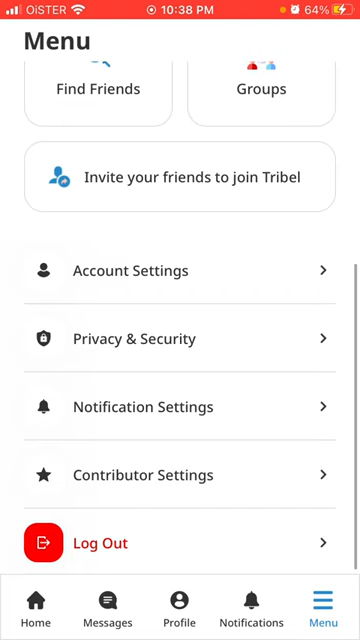 OiSTER 10:38 PM 64%
Menu
Find Friends Groups
Invite your friends to join Tribel
Account Settings
Privacy & Security
Notification Settings
Contributor Settings
Log Out
Home Messages Profile Notifications Menu